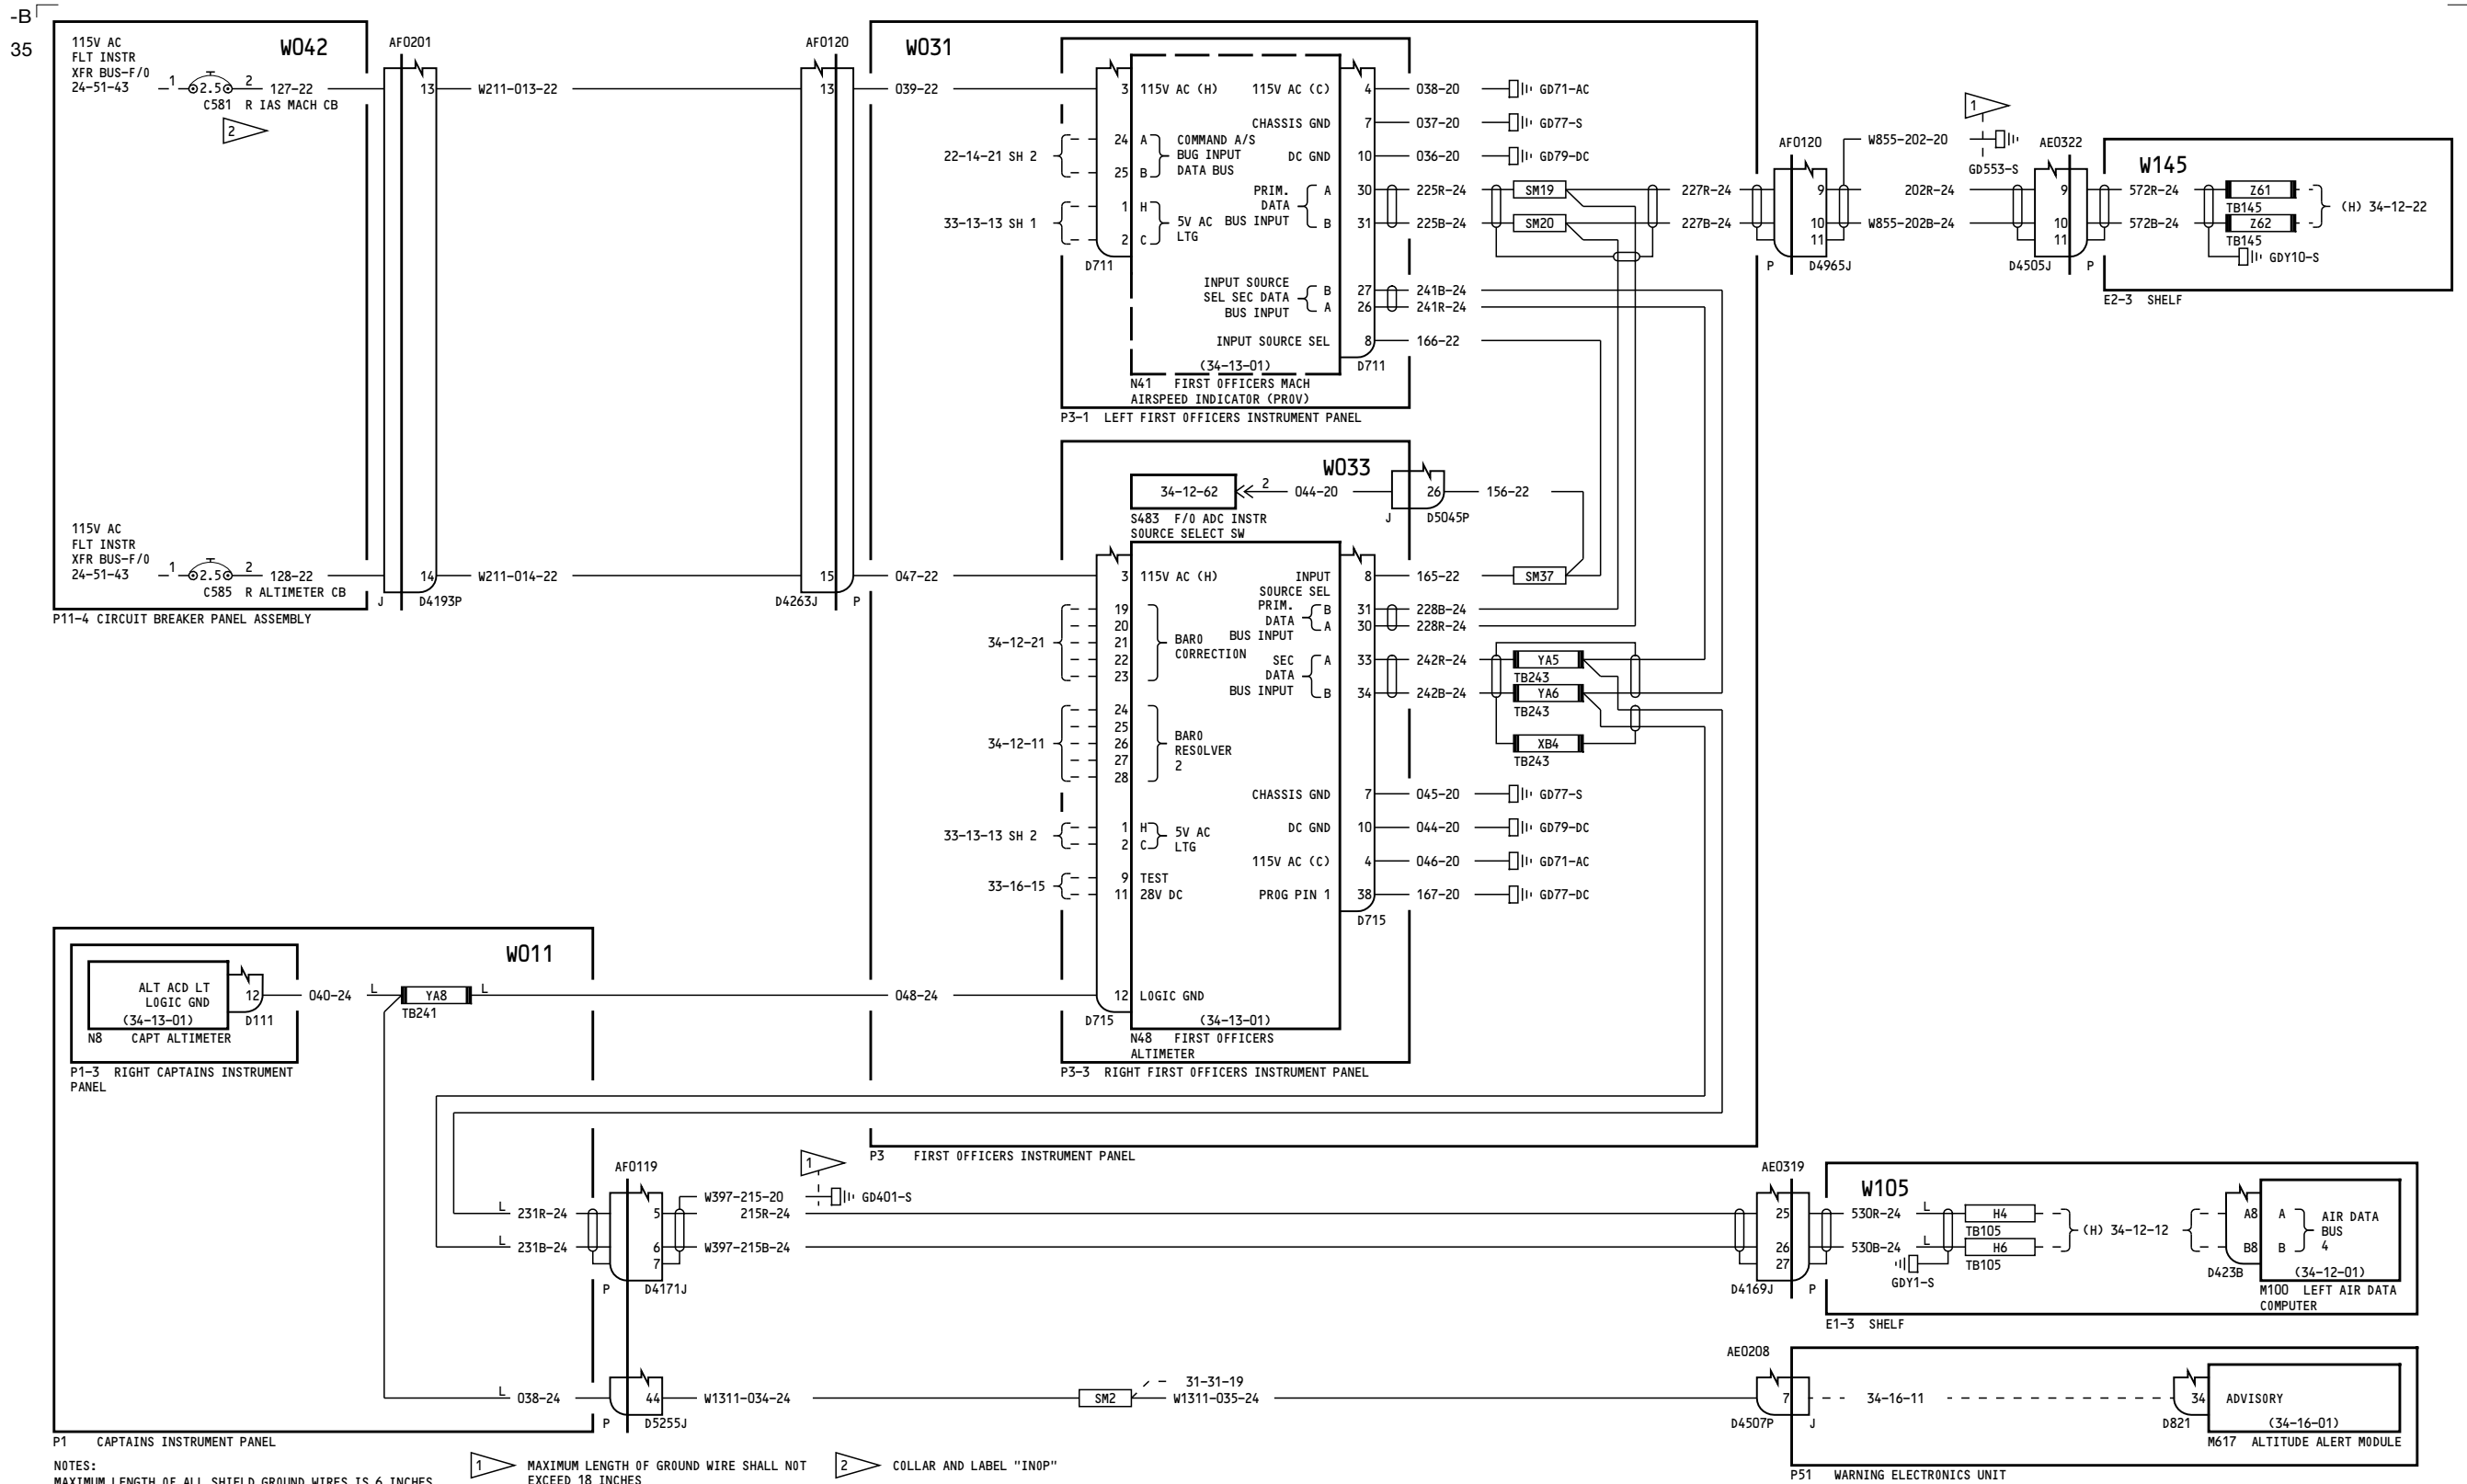 -B
35
115V AC
FLT INSTR
XFR BUS-F/O
24-51-43
W042
1
2.5
2
127-22
C581 R IAS MACH CB
2
115V AC
FLT INSTR
XFR BUS-F/O
24-51-43
1
2.5
2
128-22
C585 R ALTIMETER CB
P11-4 CIRCUIT BREAKER PANEL ASSEMBLY
AF0201
13
W211-013-22
14
W211-014-22
J
D4193P
AF0120
13
15
D4263J
P
W031
039-22
047-22
22-14-21 SH 2
33-13-13 SH 1
3
115V AC (H)
24
A
25
B
COMMAND A/S
BUG INPUT
DATA BUS
1
H
2
C
5V AC
LTG
D711
115V AC (C)
4
038-20
GD71-AC
CHASSIS GND
7
037-20
GD77-S
DC GND
10
036-20
GD79-DC
PRIM.
DATA
BUS INPUT
A
30
225R-24
SM19
B
31
225B-24
SM20
INPUT SOURCE
SEL SEC DATA
BUS INPUT
B
27
241B-24
A
26
241R-24
INPUT SOURCE SEL
8
166-22
(34-13-01)
D711
N41 FIRST OFFICERS MACH
AIRSPEED INDICATOR (PROV)
P3-1 LEFT FIRST OFFICERS INSTRUMENT PANEL
227R-24
227B-24
AF0120
9
10
11
P
D4965J
W855-202-20
202R-24
W855-202B-24
1
GD553-S
AE0322
9
10
11
D4505J
P
W145
572R-24
Z61
TB145
572B-24
Z62
TB145
GDY10-S
(H) 34-12-22
E2-3 SHELF
W033
34-12-62
2
044-20
26
156-22
J
D5045P
S483 F/O ADC INSTR
SOURCE SELECT SW
3
115V AC (H)
34-12-21
19
20
21
22
23
BARO
CORRECTION
34-12-11
24
25
26
27
28
BARO
RESOLVER
2
33-13-13 SH 2
1
H
2
C
5V AC
LTG
33-16-15
9
TEST
11
28V DC
INPUT
SOURCE SEL
8
165-22
SM37
PRIM.
DATA
BUS INPUT
B
31
228B-24
A
30
228R-24
SEC
DATA
BUS INPUT
A
33
242R-24
YA5
TB243
B
34
242B-24
YA6
TB243
XB4
TB243
CHASSIS GND
7
045-20
GD77-S
DC GND
10
044-20
GD79-DC
115V AC (C)
4
046-20
GD71-AC
PROG PIN 1
38
167-20
GD77-DC
D715
048-24
12
LOGIC GND
D715
(34-13-01)
N48 FIRST OFFICERS
ALTIMETER
P3-3 RIGHT FIRST OFFICERS INSTRUMENT PANEL
P3 FIRST OFFICERS INSTRUMENT PANEL
W011
ALT ACD LT
LOGIC GND
(34-13-01)
12
D111
N8 CAPT ALTIMETER
P1-3 RIGHT CAPTAINS INSTRUMENT
PANEL
040-24
L
YA8
L
TB241
L
231R-24
L
231B-24
L
038-24
AF0119
5
6
7
P
D4171J
W397-215-20
215R-24
W397-215B-24
1
GD401-S
44
P
D5255J
W1311-034-24
SM2
31-31-19
W1311-035-24
AE0319
25
26
27
D4169J
P
W105
530R-24
L
H4
TB105
530B-24
L
H6
TB105
GDY1-S
(H) 34-12-12
A8
A
B8
B
AIR DATA
BUS
4
D423B
(34-12-01)
M100 LEFT AIR DATA
COMPUTER
E1-3 SHELF
AE0208
7
D4507P
J
34-16-11
34
ADVISORY
D821
(34-16-01)
M617 ALTITUDE ALERT MODULE
P51 WARNING ELECTRONICS UNIT
P1 CAPTAINS INSTRUMENT PANEL
NOTES:
MAXIMUM LENGTH OF ALL SHIELD GROUND WIRES IS 6 INCHES
1
MAXIMUM LENGTH OF GROUND WIRE SHALL NOT
EXCEED 18 INCHES
2
COLLAR AND LABEL "INOP"